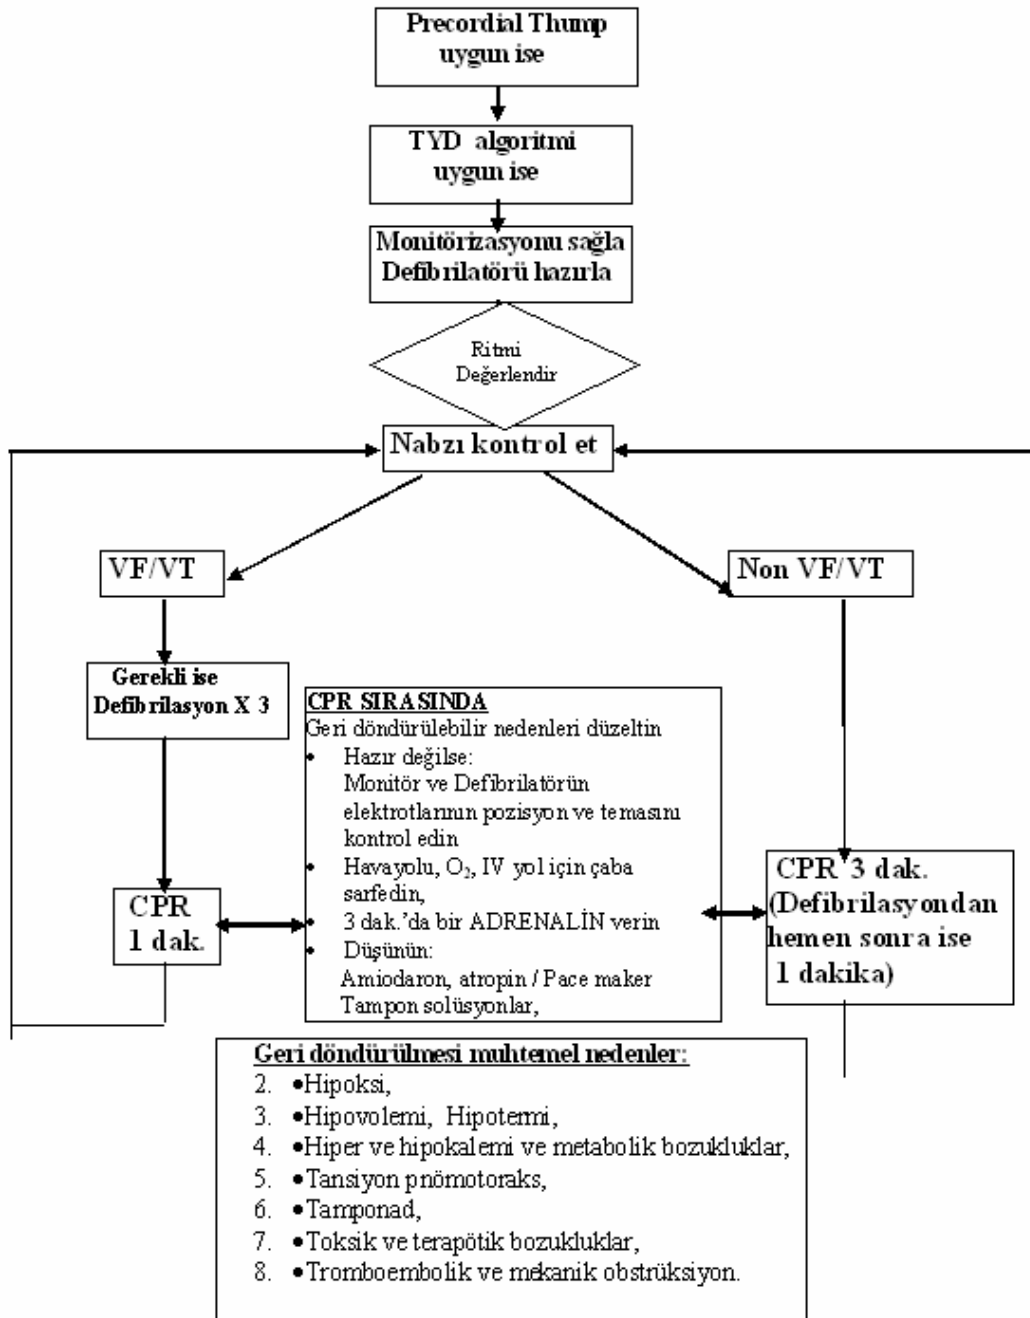 Precordial Thump
uygun ise
TYD algoritmi
uygun ise
Monitörizasyonu sağla
Defibrilatörü hazırla
Ritmi
Değerlendir
Nabzı kontrol et
VF/VT
Non VF/VT
Gerekli ise
Defibrilasyon X 3
CPR SIRASINDA
Geri döndürülebilir nedenleri düzeltin
• Hazır değilse:
Monitör ve Defibrilatörün
elektrotlarının pozisyon ve temasını
kontrol edin
• Havayolu, O₂, IV yol için çaba
sarfedin,
• 3 dak.'da bir ADRENALİN verin
• Düşünün:
Amiodaron, atropin / Pace maker
Tampon solüsyonlar,
CPR
1 dak.
CPR 3 dak.
(Defibrilasyondan
hemen sonra ise
1 dakika)
Geri döndürülmesi muhtemel nedenler:
2. •Hipoksi,
3. •Hipovolemi, Hipotermi,
4. •Hiper ve hipokalemi ve metabolik bozukluklar,
5. •Tansiyon pnömotoraks,
6. •Tamponad,
7. •Toksik ve terapötik bozukluklar,
8. •Tromboembolik ve mekanik obstrüksiyon.